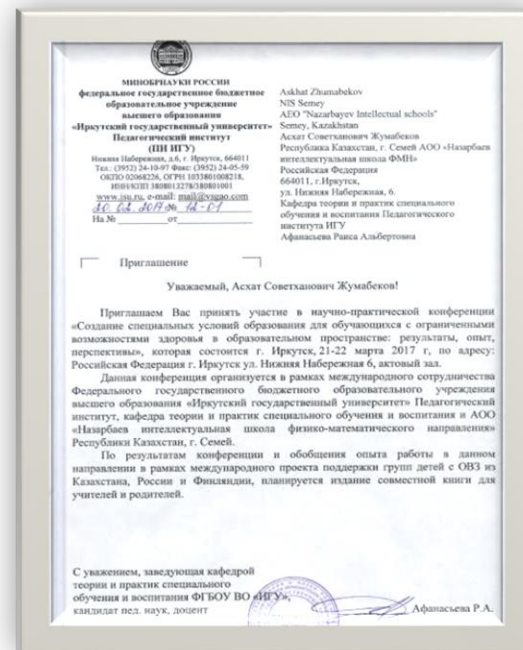 МИНОБРНАУКИ РОССИИ
федеральное государственное бюджетное
образовательное учреждение
высшего образования
«Иркутский государственный университет»
Педагогический институт
(ПИ ИГУ)
Нижняя Набережная, д.6, г. Иркутск, 664011
Тел.: (3952) 24-10-97 Факс: (3952) 24-05-59
ОКПО 02068226, ОГРН 1033801008218,
ИНН/КПП 3808013278/380801001
www.isu.ru, e-mail: mail@vsgao.com
20.02.2017 № 12-01
На № от
Askhat Zhumabekov
NIS Semey
AEO "Nazarbayev Intellectual schools"
Semey, Kazakhstan
Асхат Советханович Жумабеков
Республика Казахстан, г. Семей АОО «Назарбаев
интеллектуальная школа ФМН»
Российская Федерация
664011, г.Иркутск,
ул. Нижняя Набережная, 6.
Кафедра теории и практик специального
обучения и воспитания Педагогического
института ИГУ
Афанасьева Раиса Альбертовна
Приглашение
Уважаемый, Асхат Советханович Жумабеков!
Приглашаем Вас принять участие в научно-практической конференции
«Создание специальных условий образования для обучающихся с ограниченными
возможностями здоровья в образовательном пространстве: результаты, опыт,
перспективы», которая состоится г. Иркутск, 21-22 марта 2017 г, по адресу:
Российская Федерация г. Иркутск ул. Нижняя Набережная 6, актовый зал.
Данная конференция организуется в рамках международного сотрудничества
Федерального государственного бюджетного образовательного учреждения
высшего образования «Иркутский государственный университет» Педагогический
институт, кафедра теории и практик специального обучения и воспитания и АОО
«Назарбаев интеллектуальная школа физико-математического направления»
Республики Казахстан, г. Семей.
По результатам конференции и обобщения опыта работы в данном
направлении в рамках международного проекта поддержки групп детей с ОВЗ из
Казахстана, России и Финляндии, планируется издание совместной книги для
учителей и родителей.
С уважением, заведующая кафедрой
теории и практик специального
обучения и воспитания ФГБОУ ВО «ИГУ»,
кандидат пед. наук, доцент Афанасьева Р.А.